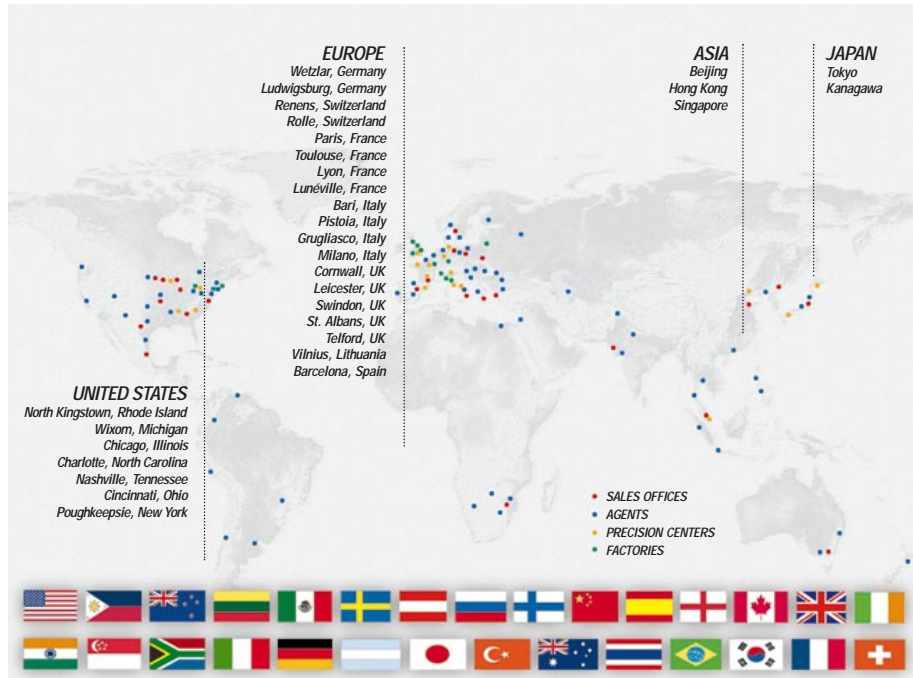 EUROPE
Wetzlar, Germany
Ludwigsburg, Germany
Renens, Switzerland
Rolle, Switzerland
Paris, France
Toulouse, France
Lyon, France
Lunéville, France
Bari, Italy
Pistoia, Italy
Grugliasco, Italy
Milano, Italy
Cornwall, UK
Leicester, UK
Swindon, UK
St. Albans, UK
Telford, UK
Vilnius, Lithuania
Barcelona, Spain
ASIA
Beijing
Hong Kong
Singapore
JAPAN
Tokyo
Kanagawa
UNITED STATES
North Kingstown, Rhode Island
Wixom, Michigan
Chicago, Illinois
Charlotte, North Carolina
Nashville, Tennessee
Cincinnati, Ohio
Poughkeepsie, New York
SALES OFFICES
AGENTS
PRECISION CENTERS
FACTORIES